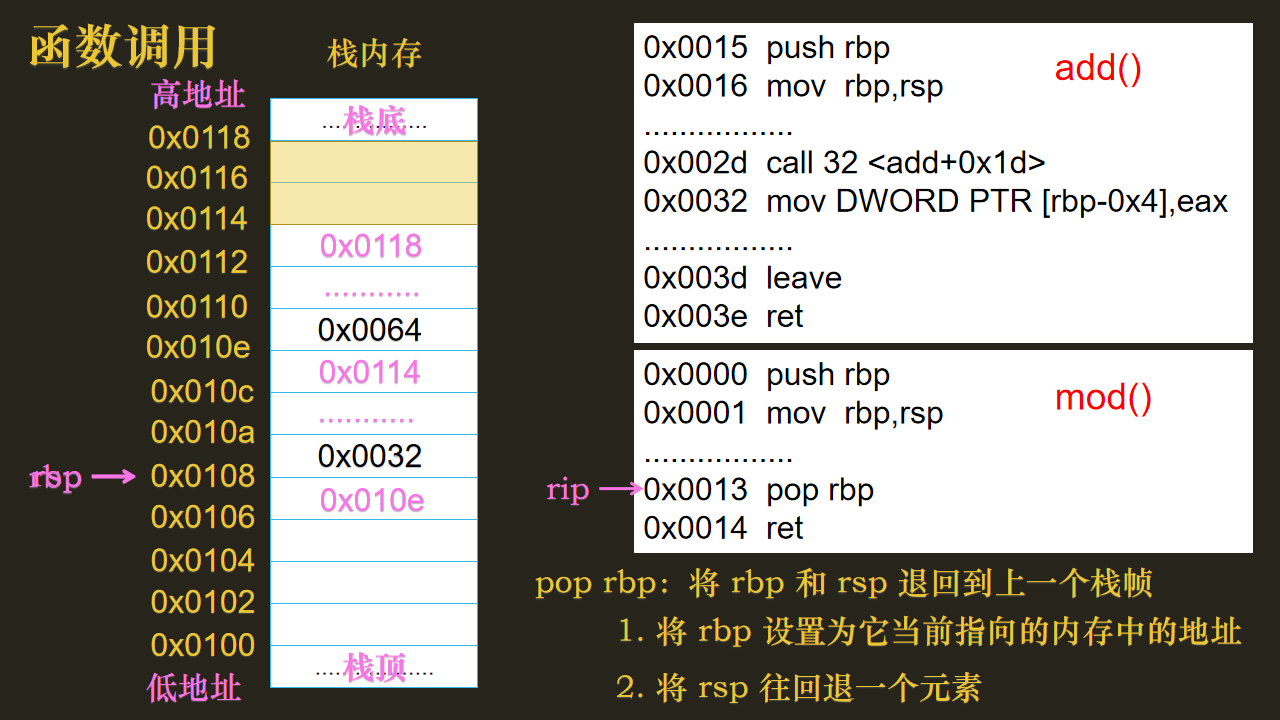 函数调用
栈内存
高地址
0x0118
0x0116
0x0114
0x0112
0x0110
0x010e
0x010c
0x010a
0x0108
0x0106
0x0104
0x0102
0x0100
低地址
栈底
0x0118
...........
0x0064
0x0114
...........
0x0032
0x010e
栈顶
0x0015 push rbp
0x0016 mov rbp,rsp
.................
0x002d call 32 <add+0x1d>
0x0032 mov DWORD PTR [rbp-0x4],eax
.................
0x003d leave
0x003e ret
add()
0x0000 push rbp
0x0001 mov rbp,rsp
.................
rip
0x0013 pop rbp
0x0014 ret
mod()
pop rbp: 将 rbp 和 rsp 退回到上一个栈帧
1. 将 rbp 设置为它当前指向的内存中的地址
2. 将 rsp 往回退一个元素